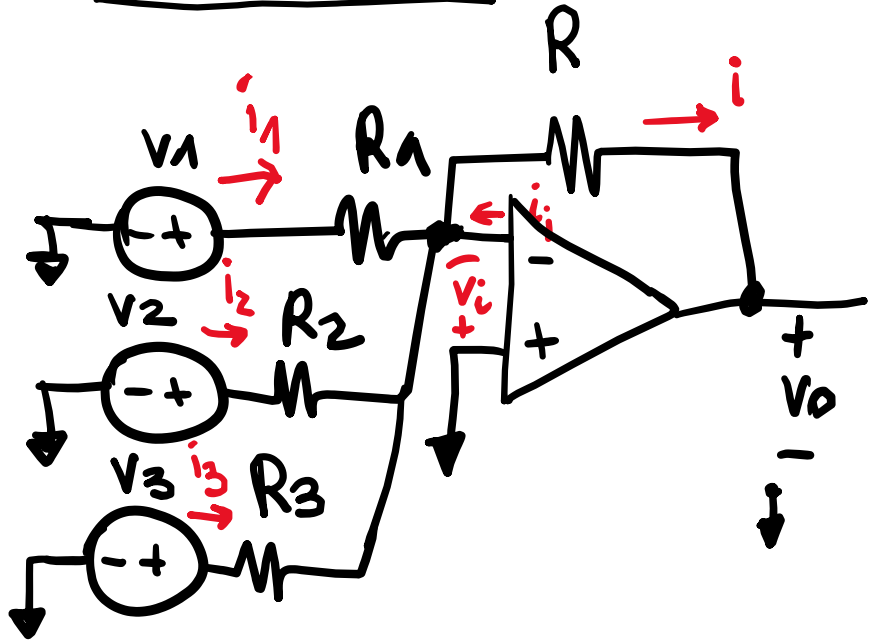 R
i
i1
V1
R1
ii
-
Vi
+
i2
V2
R2
- +
-
+
+
Vo
-
- +
i3
V3
R3
- +